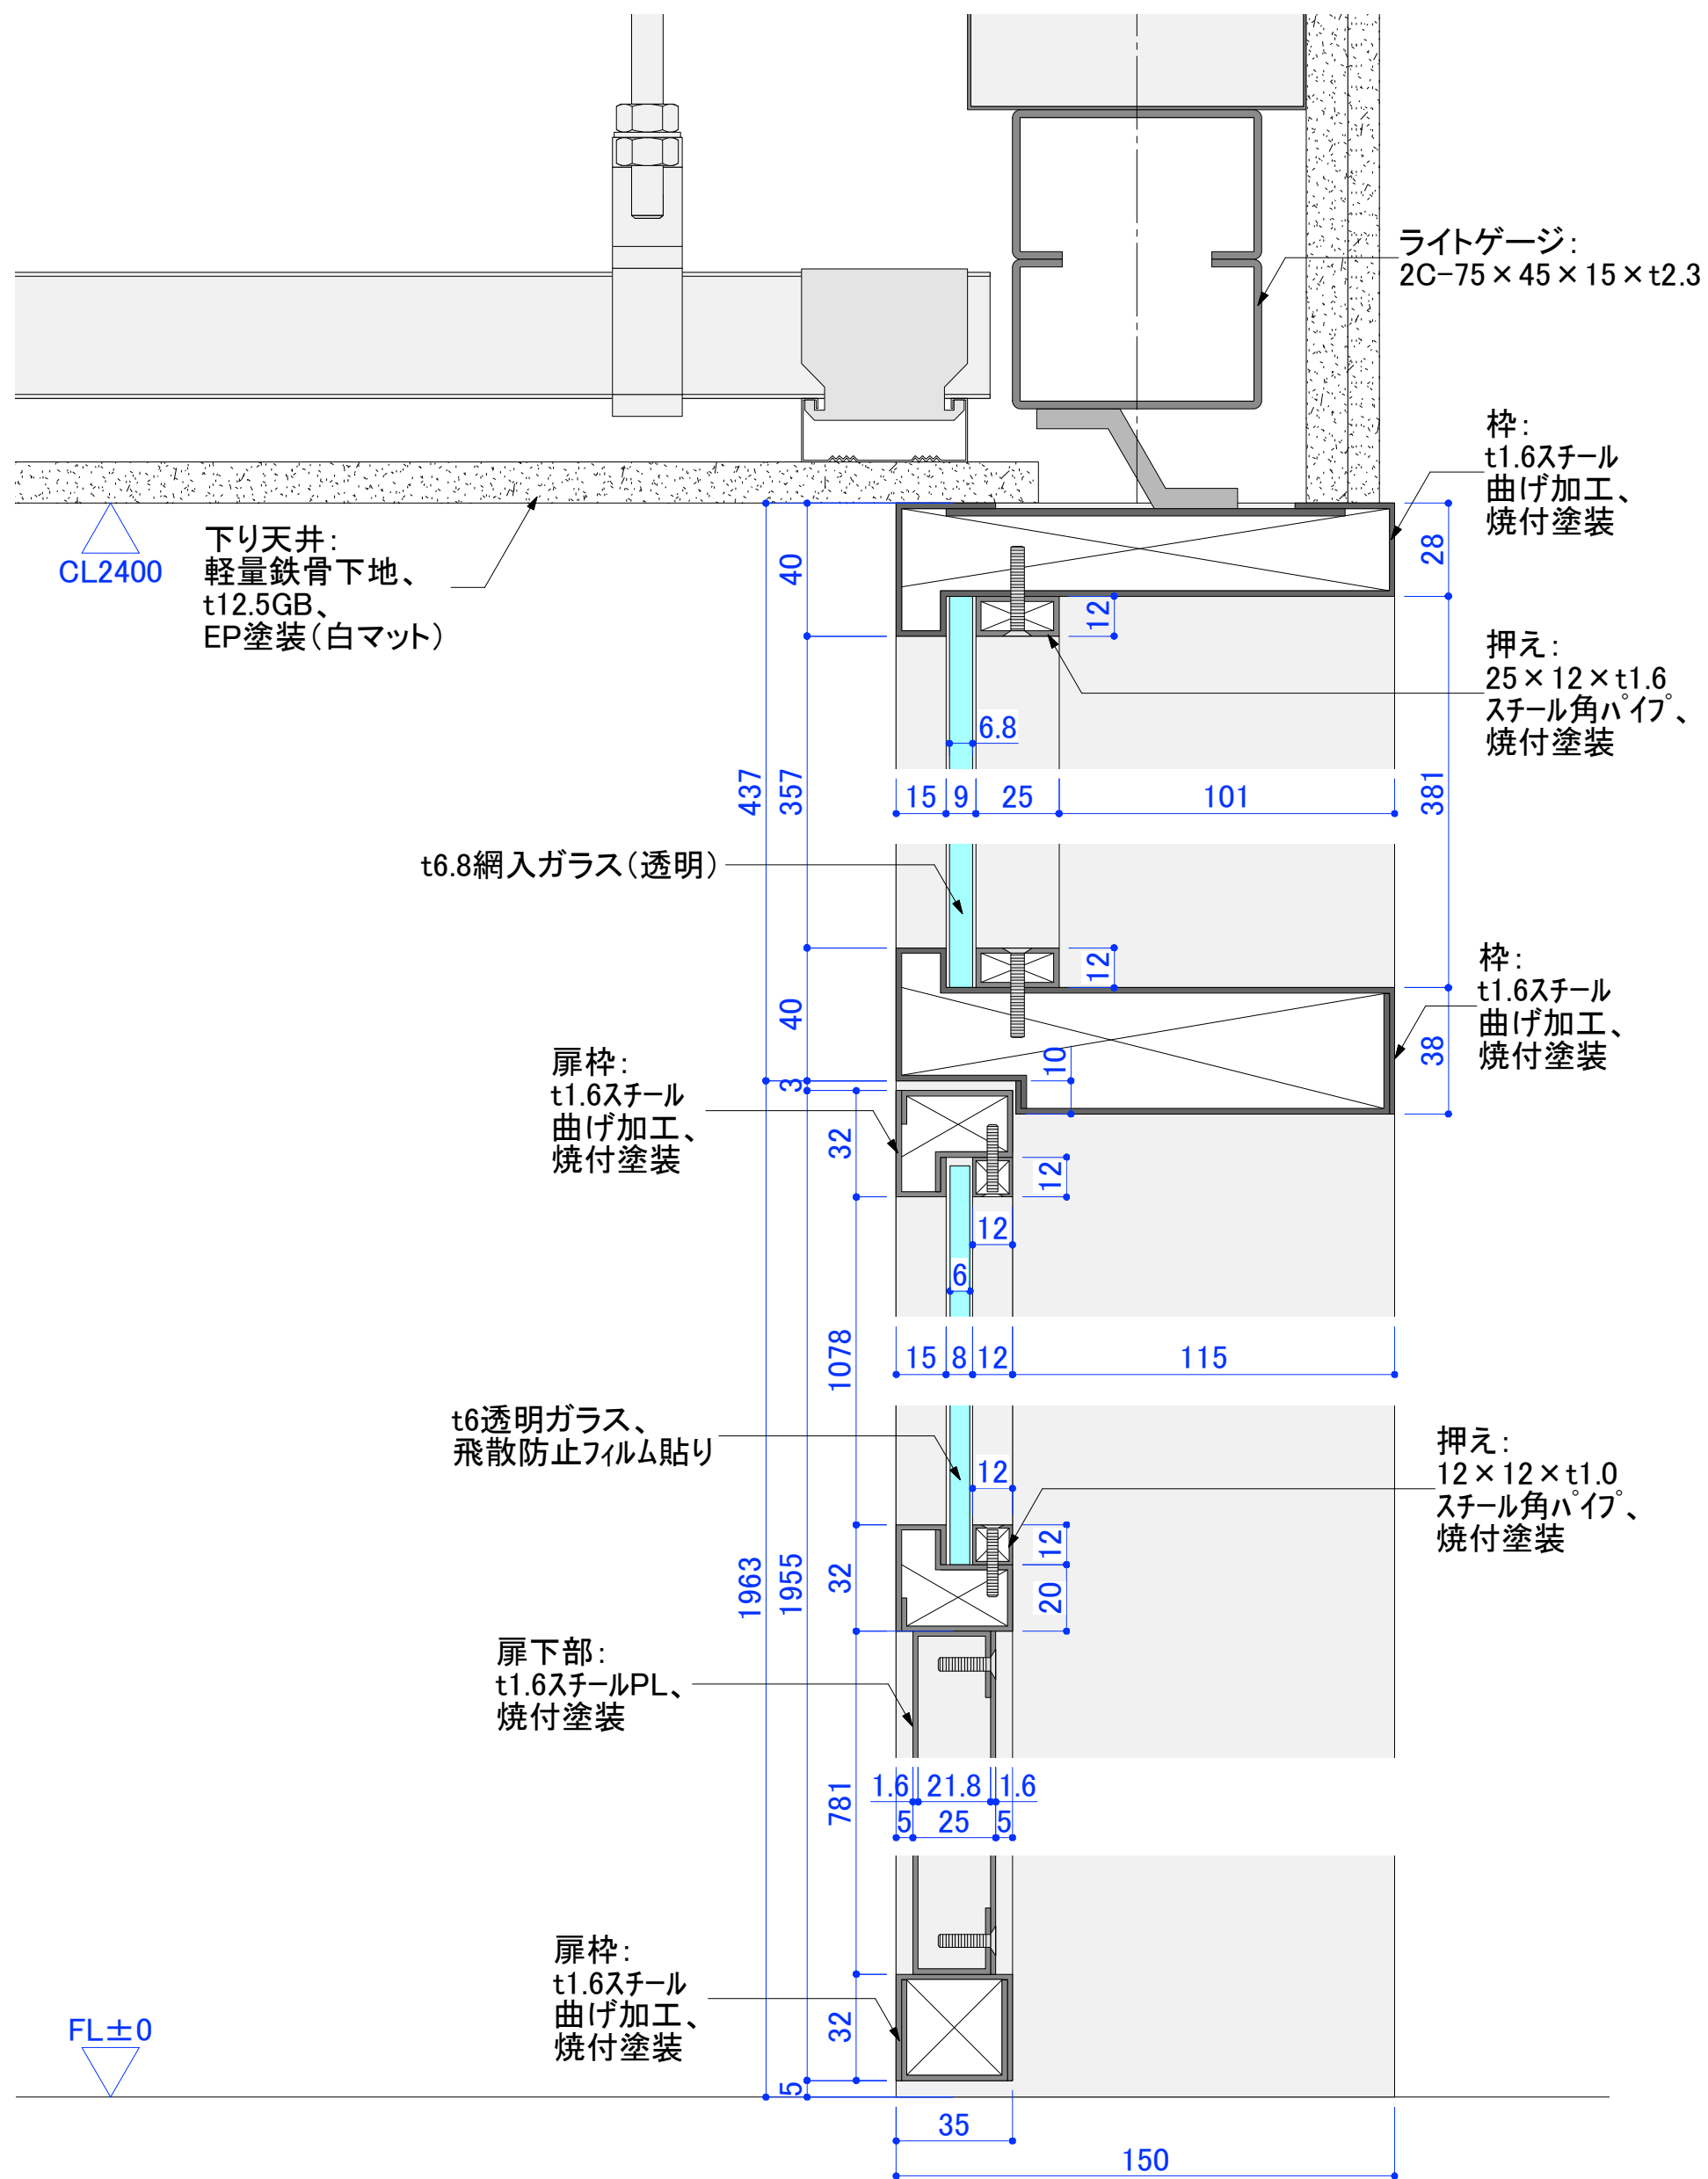 ライトゲージ：
2C-75×45×15×t2.3
枠：
t1.6スチール
曲げ加工、
焼付塗装
CL2400
下り天井：
軽量鉄骨下地、
t12.5GB、
EP塗装（白マット）
40
28
12
押え：
25×12×t1.6
スチール角パイプ、
焼付塗装
6.8
437
357
15
9
25
101
381
t6.8網入ガラス（透明）
12
枠：
t1.6スチール
曲げ加工、
焼付塗装
40
10
38
3
扉枠：
t1.6スチール
曲げ加工、
焼付塗装
32
12
12
6
1078
15
8
12
115
t6透明ガラス、
飛散防止フィルム貼り
12
押え：
12×12×t1.0
スチール角パイプ、
焼付塗装
12
1963
1955
32
20
扉下部：
t1.6スチールPL、
焼付塗装
1.6
21.8
1.6
781
5
25
5
扉枠：
t1.6スチール
曲げ加工、
焼付塗装
32
FL±0
5
35
150